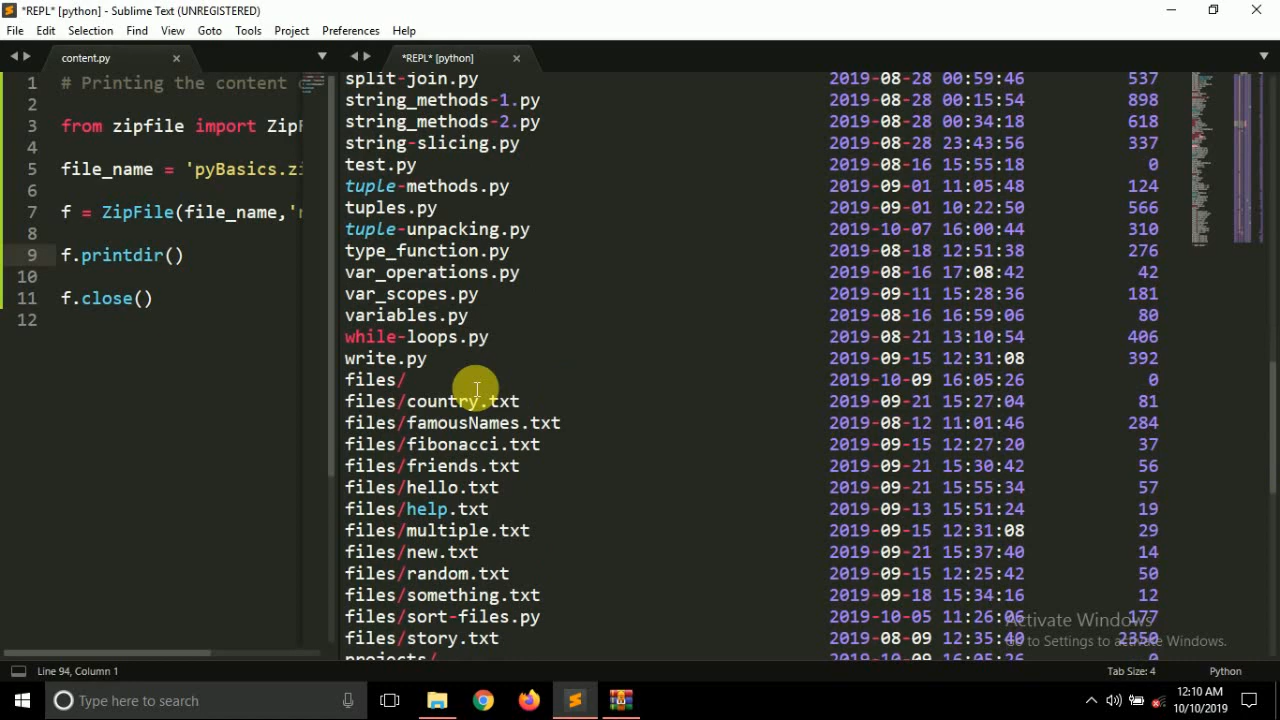 *REPL* [python] - Sublime Text (UNREGISTERED)
File Edit Selection Find View Goto Tools Project Preferences Help
content.py
*REPL* [python]
1 # Printing the content
2
3 from zipfile import ZipF
4
5 file_name = 'pyBasics.zi
6
7 f = ZipFile(file_name,'r
8
9 f.printdir()
10
11 f.close()
12
split-join.py 2019-08-28 00:59:46 537
string_methods-1.py 2019-08-28 00:15:54 898
string_methods-2.py 2019-08-28 00:34:18 618
string-slicing.py 2019-08-28 23:43:56 337
test.py 2019-08-16 15:55:18 0
tuple-methods.py 2019-09-01 11:05:48 124
tuples.py 2019-09-01 10:22:50 566
tuple-unpacking.py 2019-10-07 16:00:44 310
type_function.py 2019-08-18 12:51:38 276
var_operations.py 2019-08-16 17:08:42 42
var_scopes.py 2019-09-11 15:28:36 181
variables.py 2019-08-16 16:59:06 80
while-loops.py 2019-08-21 13:10:54 406
write.py 2019-09-15 12:31:08 392
files/ 2019-10-09 16:05:26 0
files/country.txt 2019-09-21 15:27:04 81
files/famousNames.txt 2019-08-12 11:01:46 284
files/fibonacci.txt 2019-09-15 12:27:20 37
files/friends.txt 2019-09-21 15:30:42 56
files/hello.txt 2019-09-21 15:55:34 57
files/help.txt 2019-09-13 15:51:24 19
files/multiple.txt 2019-09-15 12:31:08 29
files/new.txt 2019-09-21 15:37:40 14
files/random.txt 2019-09-15 12:25:42 50
files/something.txt 2019-09-18 15:34:16 12
files/sort-files.py 2019-10-05 11:26:06 177
files/story.txt 2019-08-09 12:35:40 2350
projects/ 2019-10-09 16:05:26 0
Activate Windows
Go to Settings to activate Windows.
Line 94, Column 1
Tab Size: 4 Python
Type here to search
12:10 AM
10/10/2019